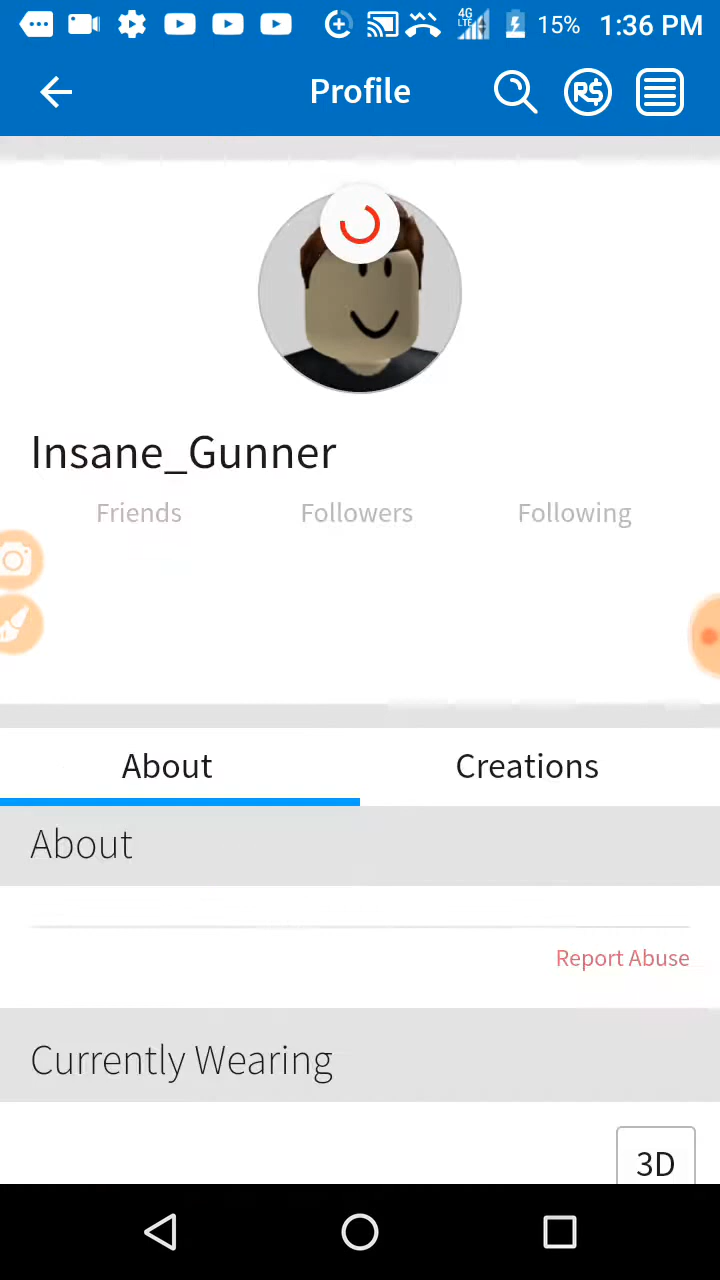 4G LTE 15% 1:36 PM
Profile R$
Insane_Gunner
Friends Followers Following
About Creations
About
Report Abuse
Currently Wearing
3D